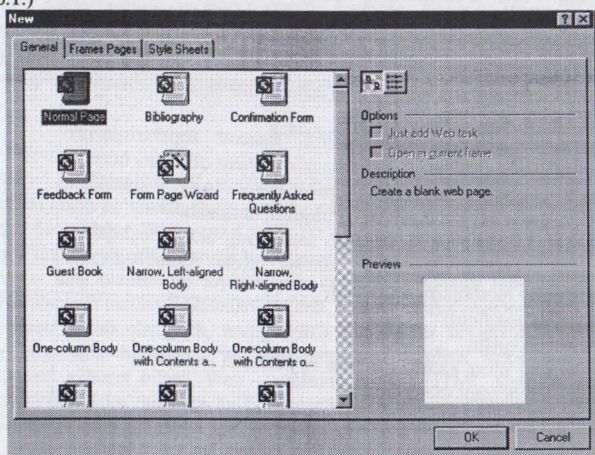 New
General Frames Pages Style Sheets
Normal Page Bibliography Confirmation Form
Feedback Form Form Page Wizard Frequently Asked
Questions
Guest Book Narrow, Left-aligned
Body Narrow,
Right-aligned Body
One-column Body One-column Body
with Contents a... One-column Body
with Contents o...
Options
Just add Web task
Open in current frame
Description
Create a blank web page.
Preview
OK Cancel